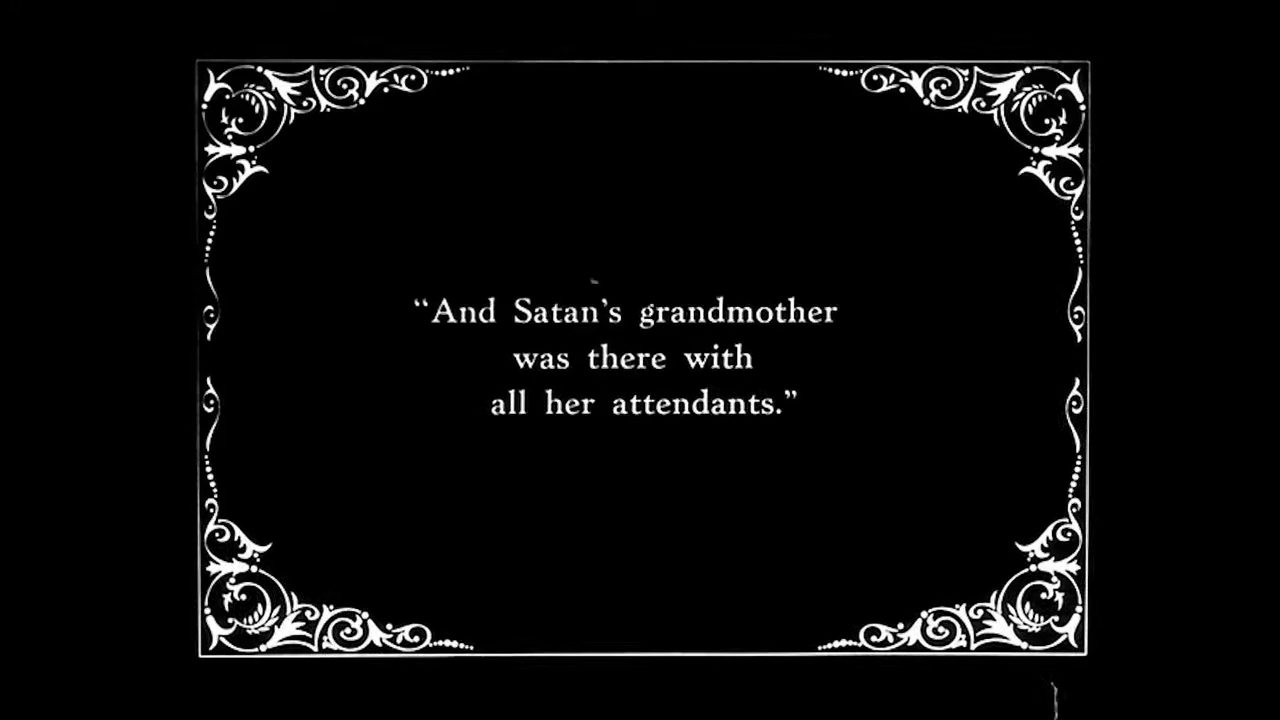 “And Satan’s grandmother
was there with
all her attendants.”